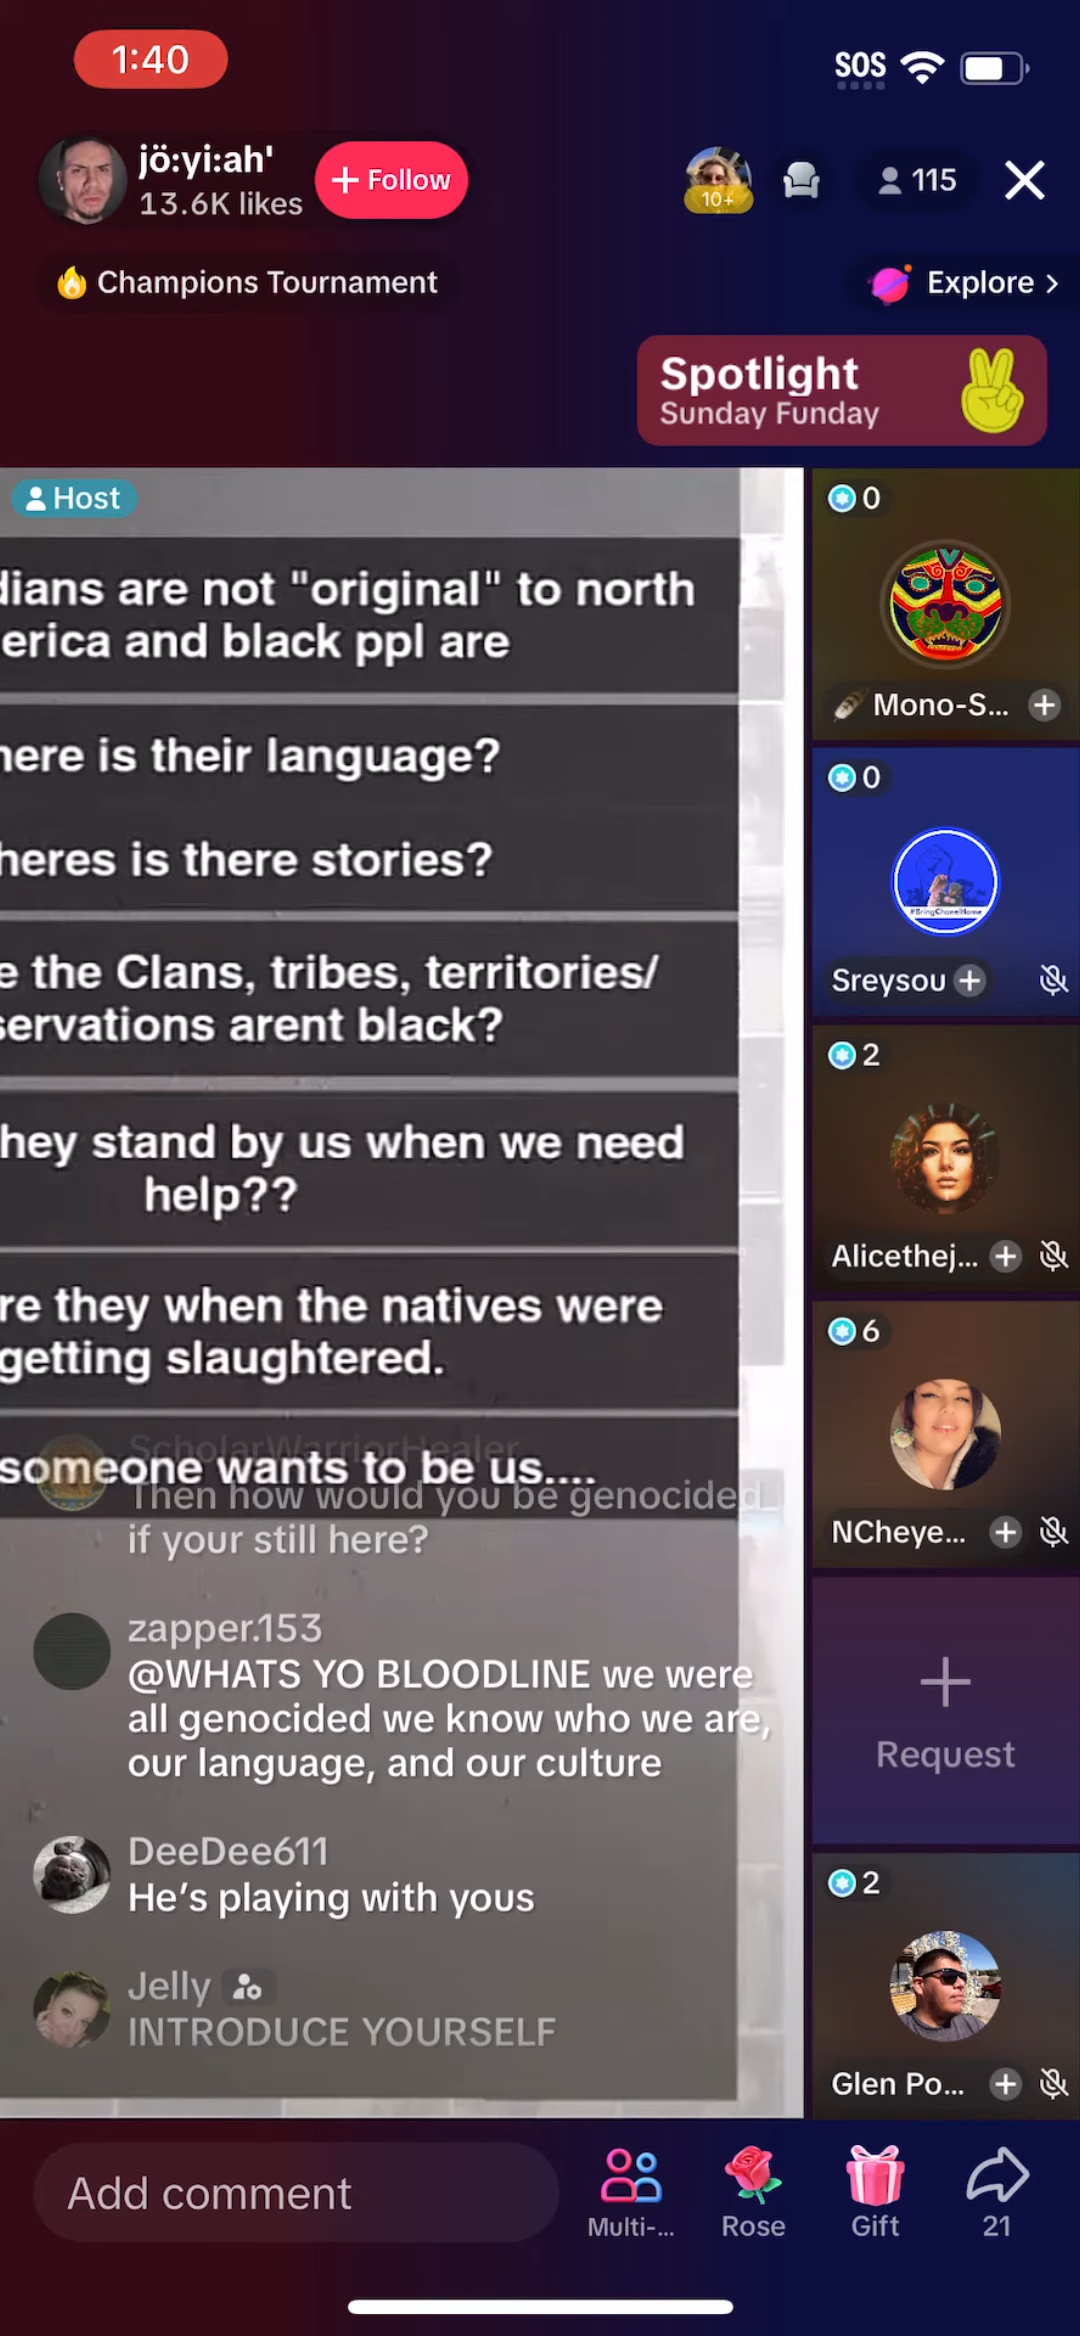 1:40
SOS
jö:yi:ah'
13.6K likes
+ Follow
10+
115
Champions Tournament
Explore >
Spotlight
Sunday Funday
Host
dians are not "original" to north
erica and black ppl are
here is their language?
heres is there stories?
e the Clans, tribes, territories/
servations arent black?
hey stand by us when we need
help??
re they when the natives were
getting slaughtered.
someone wants to be us....
ScholarWarriorHealer
Then how would you be genocided
if your still here?
zapper.153
@WHATS YO BLOODLINE we were
all genocided we know who we are,
our language, and our culture
DeeDee611
He's playing with yous
Jelly
INTRODUCE YOURSELF
0
Mono-S...
0
#BringChanelHome
Sreysou
2
Alicethej...
6
NCheye...
Request
2
Glen Po...
Add comment
Multi-...
Rose
Gift
21